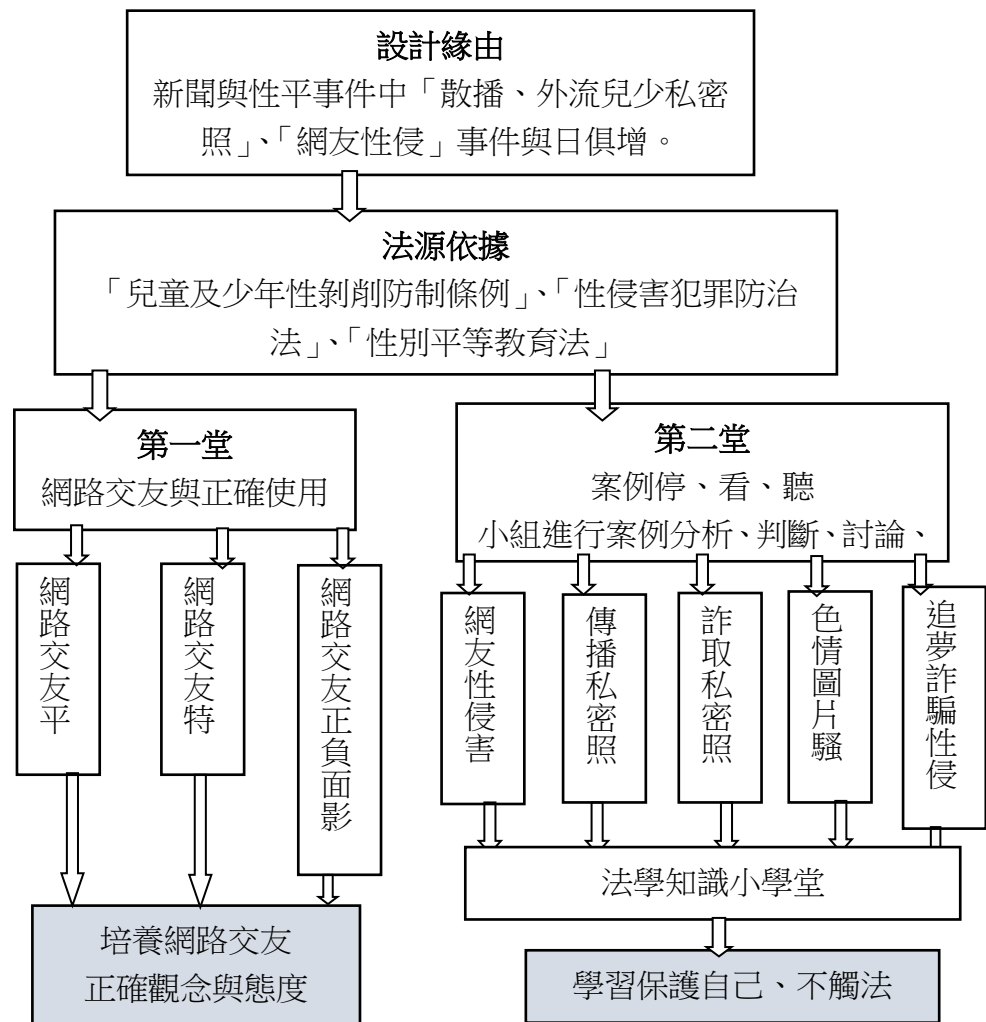 設計緣由
新聞與性平事件中「散播、外流兒少私密
照」、「網友性侵」事件與日俱增。
法源依據
「兒童及少年性剝削防制條例」、「性侵害犯罪防治
法」、「性別平等教育法」
第一堂
網路交友與正確使用
第二堂
案例停、看、聽
小組進行案例分析、判斷、討論、
網路交友平
網路交友特
網路交友正負面影
網友性侵害
傳播私密照
詐取私密照
色情圖片騷
追夢詐騙性侵
法學知識小學堂
培養網路交友
正確觀念與態度
學習保護自己、不觸法